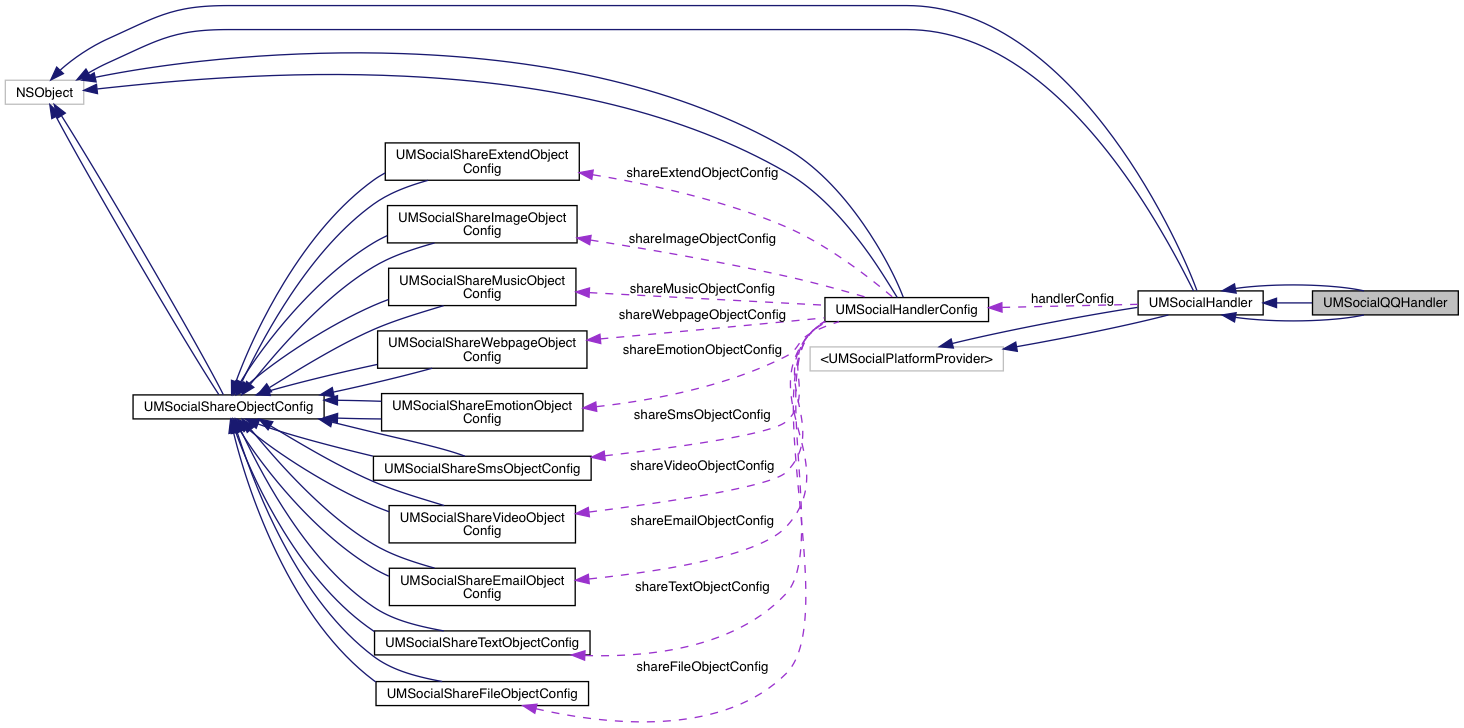 NSObject
UMSocialShareExtendObject
Config
shareExtendObjectConfig
UMSocialShareImageObject
Config
shareImageObjectConfig
UMSocialShareMusicObject
Config
shareMusicObjectConfig
handlerConfig
UMSocialHandler
UMSocialQQHandler
UMSocialHandlerConfig
shareWebpageObjectConfig
UMSocialShareWebpageObject
Config
shareEmotionObjectConfig
<UMSocialPlatformProvider>
UMSocialShareObjectConfig
UMSocialShareEmotionObject
Config
shareSmsObjectConfig
UMSocialShareSmsObjectConfig
shareVideoObjectConfig
UMSocialShareVideoObject
Config
shareEmailObjectConfig
UMSocialShareEmailObject
Config
shareTextObjectConfig
UMSocialShareTextObjectConfig
shareFileObjectConfig
UMSocialShareFileObjectConfig